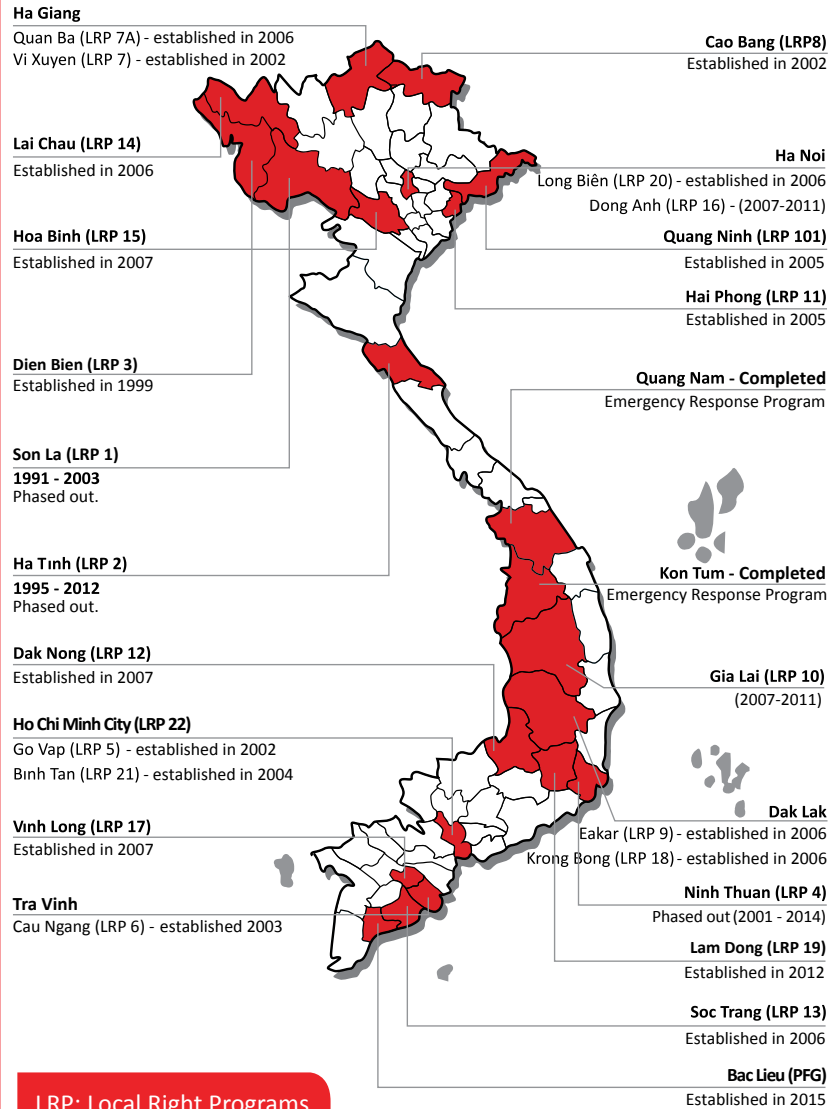 Ha Giang
Quan Ba (LRP 7A) - established in 2006
Vi Xuyen (LRP 7) - established in 2002
Cao Bang (LRP8)
Established in 2002
Lai Chau (LRP 14)
Established in 2006
Ha Noi
Long Biên (LRP 20) - established in 2006
Dong Anh (LRP 16) - (2007-2011)
Hoa Binh (LRP 15)
Established in 2007
Quang Ninh (LRP 101)
Established in 2005
Hai Phong (LRP 11)
Established in 2005
Dien Bien (LRP 3)
Established in 1999
Quang Nam - Completed
Emergency Response Program
Son La (LRP 1)
1991 - 2003
Phased out.
Ha Tınh (LRP 2)
1995 - 2012
Phased out.
Kon Tum - Completed
Emergency Response Program
Dak Nong (LRP 12)
Established in 2007
Gia Lai (LRP 10)
(2007-2011)
Ho Chi Minh City (LRP 22)
Go Vap (LRP 5) - established in 2002
Bınh Tan (LRP 21) - established in 2004
Dak Lak
Eakar (LRP 9) - established in 2006
Krong Bong (LRP 18) - established in 2006
Vınh Long (LRP 17)
Established in 2007
Ninh Thuan (LRP 4)
Phased out (2001 - 2014)
Tra Vinh
Cau Ngang (LRP 6) - established 2003
Lam Dong (LRP 19)
Established in 2012
Soc Trang (LRP 13)
Established in 2006
Bac Lieu (PFG)
Established in 2015
LRP: Local Right Programs